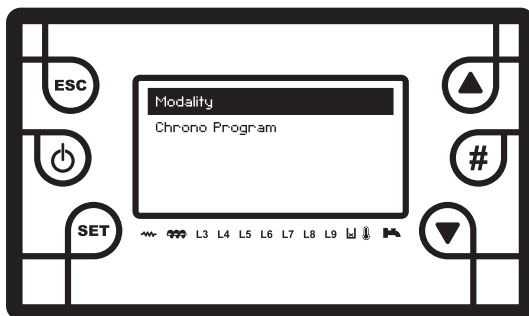 ESC
Modality
Chrono Program
#
SET
L3 L4 L5 L6 L7 L8 L9